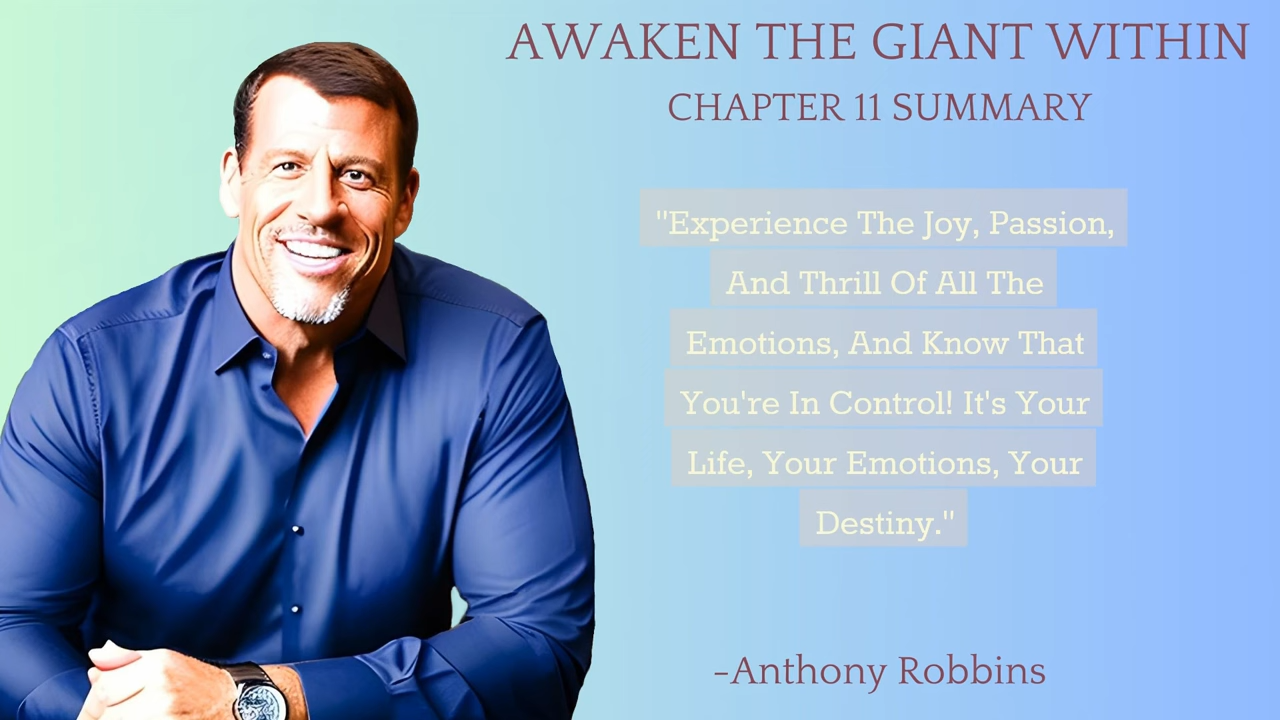 AWAKEN THE GIANT WITHIN
CHAPTER 11 SUMMARY
"Experience The Joy, Passion,
And Thrill Of All The
Emotions, And Know That
You're In Control! It's Your
Life, Your Emotions, Your
Destiny."
-Anthony Robbins